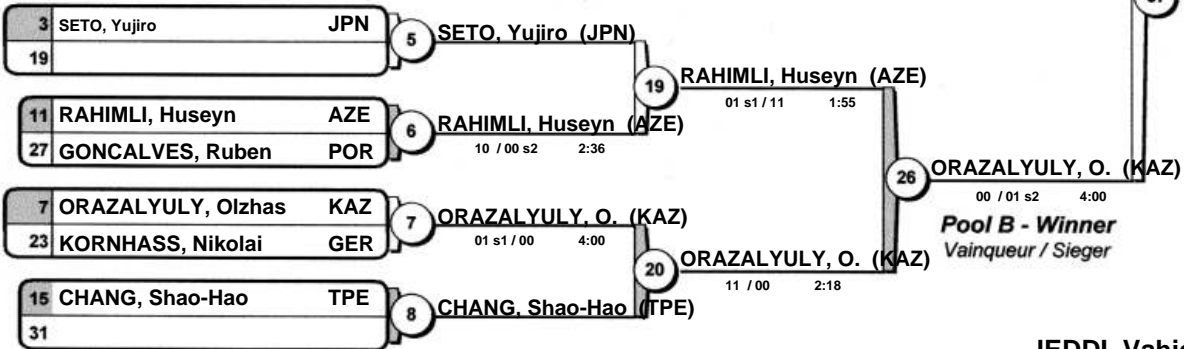 3 SETO, Yujiro JPN
19
5
SETO, Yujiro (JPN)
11 RAHIMLI, Huseyn AZE
27 GONCALVES, Ruben POR
6
RAHIMLI, Huseyn (AZE)
10 / 00 s2 2:36
19
RAHIMLI, Huseyn (AZE)
01 s1 / 11 1:55
7 ORAZALYULY, Olzhas KAZ
23 KORNHASS, Nikolai GER
7
ORAZALYULY, O. (KAZ)
01 s1 / 00 4:00
15 CHANG, Shao-Hao TPE
31
8
CHANG, Shao-Hao (TPE)
20
ORAZALYULY, O. (KAZ)
11 / 00 2:18
26
ORAZALYULY, O. (KAZ)
00 / 01 s2 4:00
Pool B - Winner
Vainqueur / Sieger